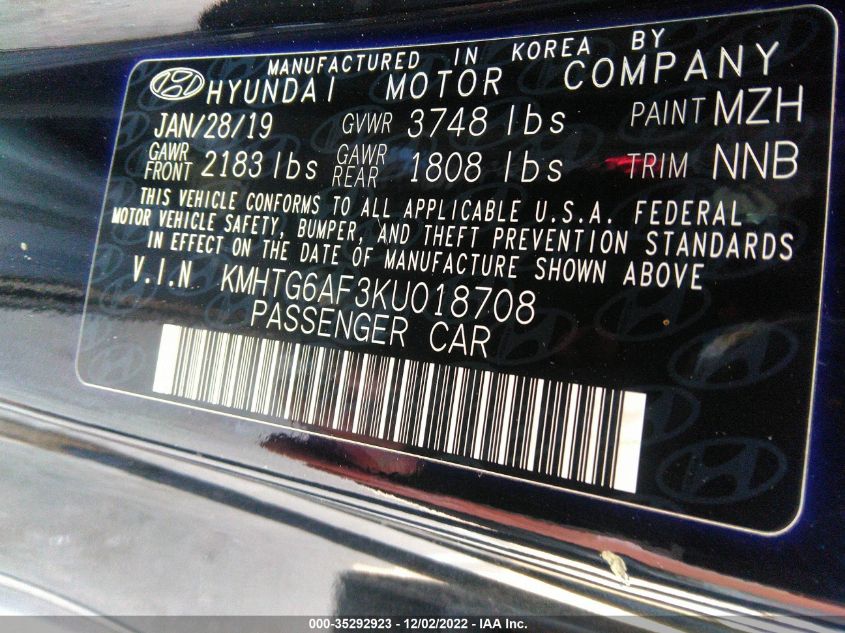 MANUFACTURED IN KOREA BY
HYUNDAI MOTOR COMPANY
JAN/28/19 GVWR 3748 lbs PAINT MZH
GAWR FRONT 2183 lbs GAWR REAR 1808 lbs TRIM NNB
THIS VEHICLE CONFORMS TO ALL APPLICABLE U.S.A. FEDERAL
MOTOR VEHICLE SAFETY, BUMPER, AND THEFT PREVENTION STANDARDS
IN EFFECT ON THE DATE OF MANUFACTURE SHOWN ABOVE
V.I.N KMHTG6AF3KU018708
PASSENGER CAR
000-35292923 - 12/02/2022 - IAA Inc.